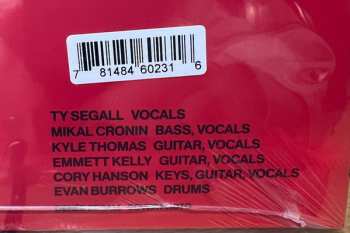 7 81484 60231 6
TY SEGALL VOCALS
MIKAL CRONIN BASS, VOCALS
KYLE THOMAS GUITAR, VOCALS
EMMETT KELLY GUITAR, VOCALS
CORY HANSON KEYS, GUITAR, VOCALS
EVAN BURROWS DRUMS